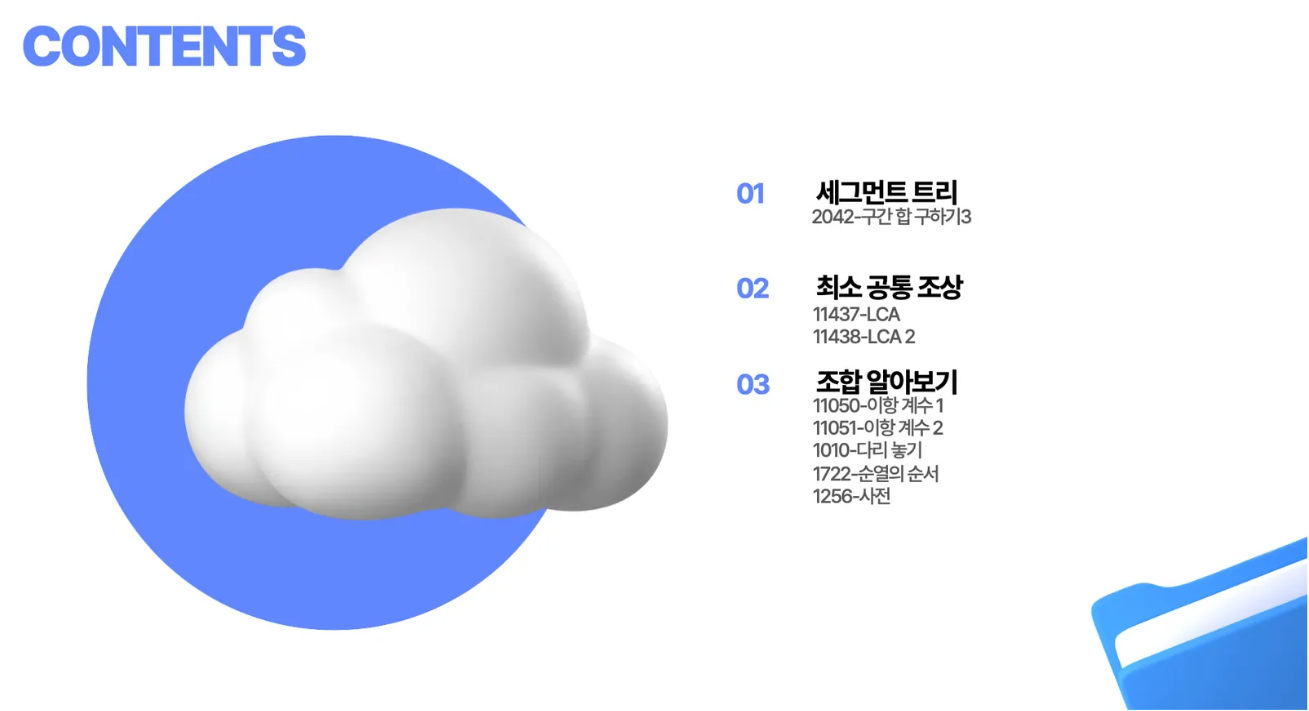 CONTENTS
01 세그먼트 트리
2042-구간 합 구하기3
02 최소 공통 조상
11437-LCA
11438-LCA 2
03 조합 알아보기
11050-이항 계수 1
11051-이항 계수 2
1010-다리 놓기
1722-순열의 순서
1256-사전